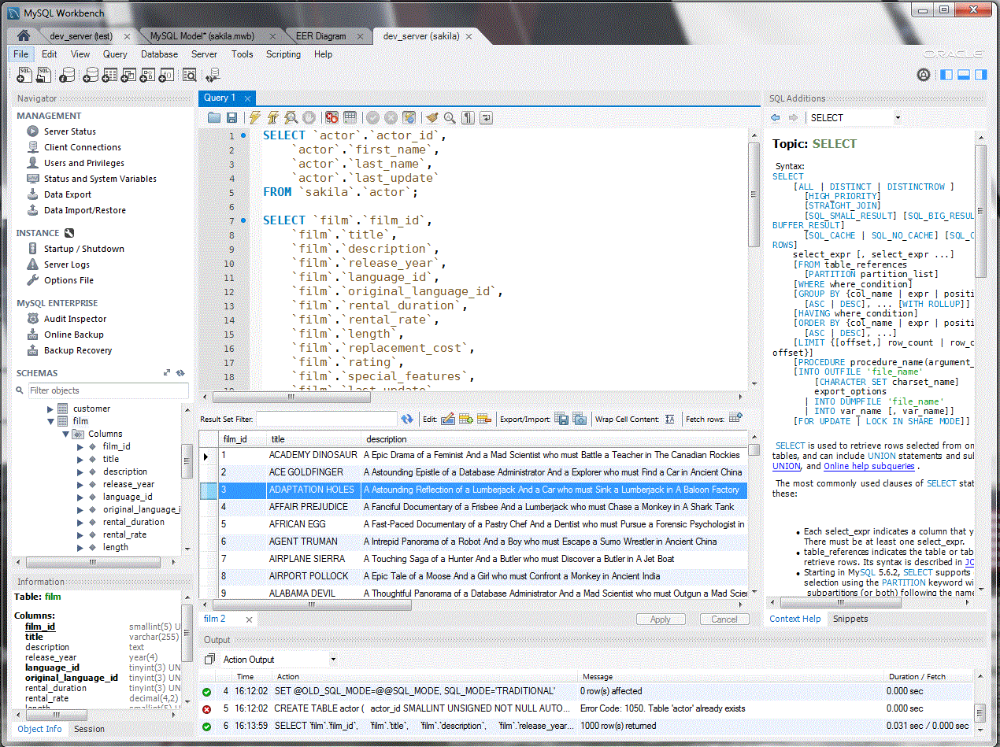 MySQL Workbench
dev_server (test)
MySQL Model* (sakila.mwb)
EER Diagram
dev_server (sakila)
File Edit View Query Database Server Tools Scripting Help
ORACLE
Navigator
MANAGEMENT
Server Status
Client Connections
Users and Privileges
Status and System Variables
Data Export
Data Import/Restore
INSTANCE
Startup / Shutdown
Server Logs
Options File
MySQL ENTERPRISE
Audit Inspector
Online Backup
Backup Recovery
SCHEMAS
Filter objects
customer
film
Columns
film_id
title
description
release_year
language_id
original_language_i
rental_duration
rental_rate
length
Information
Table: film
Columns:
film_id smallint(5) U
title varchar(255)
description text
release_year year(4)
language_id tinyint(3) UN
original_language_id tinyint(3) UN
rental_duration tinyint(3) UN
rental_rate decimal(4,2)
length smallint(5) U
Object Info Session
Query 1
1 SELECT `actor`.`actor_id`,
2 `actor`.`first_name`,
3 `actor`.`last_name`,
4 `actor`.`last_update`
5 FROM `sakila`.`actor`;
6
7 SELECT `film`.`film_id`,
8 `film`.`title`,
9 `film`.`description`,
10 `film`.`release_year`,
11 `film`.`language_id`,
12 `film`.`original_language_id`,
13 `film`.`rental_duration`,
14 `film`.`rental_rate`,
15 `film`.`length`,
16 `film`.`replacement_cost`,
17 `film`.`rating`,
18 `film`.`special_features`,
19 `film`.`last_update`
Result Set Filter: Edit: Export/Import: Wrap Cell Content: Fetch rows:
film_id title description
1 ACADEMY DINOSAUR A Epic Drama of a Feminist And a Mad Scientist who must Battle a Teacher in The Canadian Rockies
2 ACE GOLDFINGER A Astounding Epistle of a Database Administrator And a Explorer who must Find a Car in Ancient China
3 ADAPTATION HOLES A Astounding Reflection of a Lumberjack And a Car who must Sink a Lumberjack in A Baloon Factory
4 AFFAIR PREJUDICE A Fanciful Documentary of a Frisbee And a Lumberjack who must Chase a Monkey in A Shark Tank
5 AFRICAN EGG A Fast-Paced Documentary of a Pastry Chef And a Dentist who must Pursue a Forensic Psychologist in
6 AGENT TRUMAN A Intrepid Panorama of a Robot And a Boy who must Escape a Sumo Wrestler in Ancient China
7 AIRPLANE SIERRA A Touching Saga of a Hunter And a Butler who must Discover a Butler in A Jet Boat
8 AIRPORT POLLOCK A Epic Tale of a Moose And a Girl who must Confront a Monkey in Ancient India
9 ALABAMA DEVIL A Thoughtful Panorama of a Database Administrator And a Mad Scientist who must Outgun a Mad Scie
film 2
Apply Cancel
Output
Action Output
Time Action Message Duration / Fetch
4 16:12:02 SET @OLD_SQL_MODE=@@SQL_MODE, SQL_MODE='TRADITIONAL' 0 row(s) affected 0.000 sec
5 16:12:02 CREATE TABLE actor ( actor_id SMALLINT UNSIGNED NOT NULL AUTO... Error Code: 1050. Table 'actor' already exists 0.000 sec
6 16:13:59 SELECT `film`.`film_id`, `film`.`title`, `film`.`description`, `film`.`release_year... 1000 row(s) returned 0.031 sec / 0.000 sec
SQL Additions
SELECT
Topic: SELECT
Syntax:
SELECT
[ALL | DISTINCT | DISTINCTROW ]
[HIGH_PRIORITY]
[STRAIGHT_JOIN]
[SQL_SMALL_RESULT] [SQL_BIG_RESUL
BUFFER_RESULT]
[SQL_CACHE | SQL_NO_CACHE] [SQL_C
ROWS]
select_expr [, select_expr ...]
[FROM table_references
[PARTITION partition_list]
[WHERE where_condition]
[GROUP BY {col_name | expr | positi
[ASC | DESC], ... [WITH ROLLUP]]
[HAVING where_condition]
[ORDER BY {col_name | expr | positi
[ASC | DESC], ...]
[LIMIT {[offset,] row_count | row_c
offset}]
[PROCEDURE procedure_name(argument_
[INTO OUTFILE 'file_name'
[CHARACTER SET charset_name]
export_options
| INTO DUMPFILE 'file_name'
| INTO var_name [, var_name]]
[FOR UPDATE | LOCK IN SHARE MODE]]
SELECT is used to retrieve rows selected from on
tables, and can include UNION statements and sul
UNION, and Online help subqueries .
The most commonly used clauses of SELECT stat
these:
• Each select_expr indicates a column that y
There must be at least one select_expr.
• table_references indicates the table or tab
retrieve rows. Its syntax is described in JO
• Starting in MySQL 5.6.2, SELECT supports
selection using the PARTITION keyword wi
subpartitions (or both) following the name
Context Help Snippets